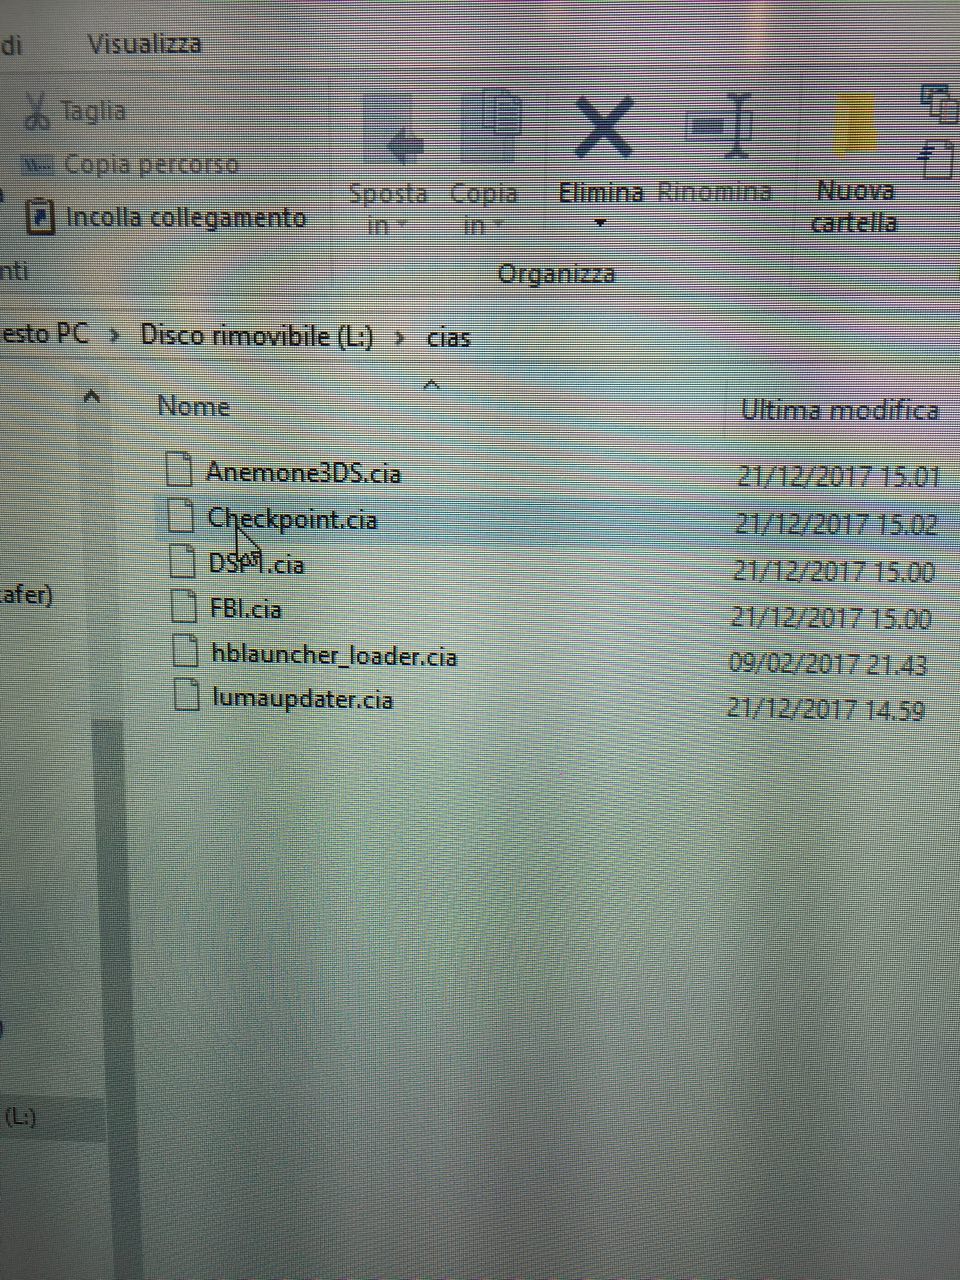 di Visualizza
Taglia
Copia percorso
Incolla collegamento
nti
Sposta in
Copia in
Elimina
Rinomina
Nuova cartella
Organizza
esto PC > Disco rimovibile (L:) > cias
Nome Ultima modifica
Anemone3DS.cia 21/12/2017 15.01
Checkpoint.cia 21/12/2017 15.02
.cia 21/12/2017 15.00
FBI.cia 21/12/2017 15.00
hblauncher_loader.cia 09/02/2017 21.43
lumaupdater.cia 21/12/2017 14.59
afer)
(L:)